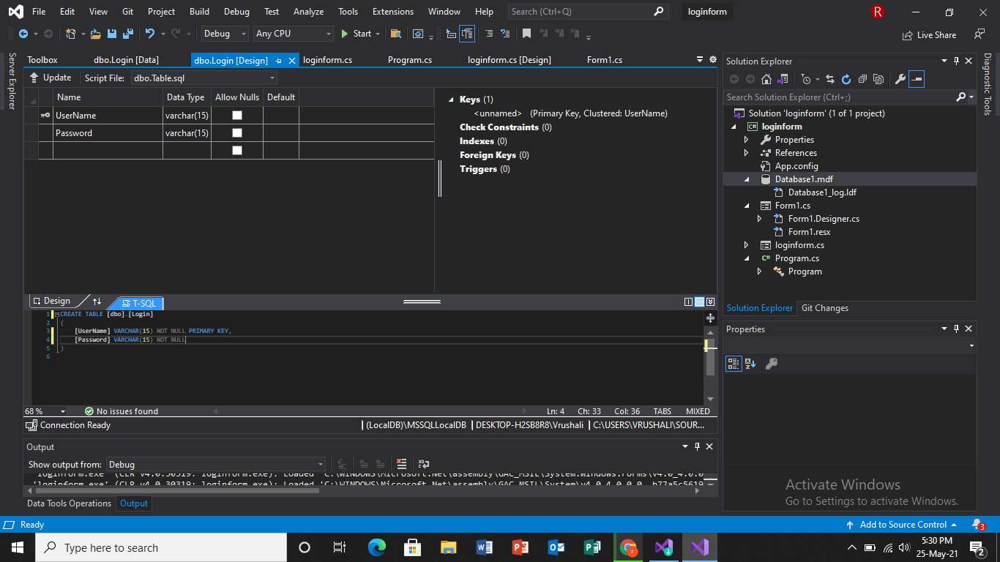 File Edit View Git Project Build Debug Test Analyze Tools Extensions Window Help Search (Ctrl+Q) loginform R
Debug Any CPU Start Live Share
Server Explorer
Toolbox dbo.Login [Data] dbo.Login [Design] loginform.cs Program.cs loginform.cs [Design] Form1.cs
Update Script File: dbo.Table.sql
Name Data Type Allow Nulls Default
UserName varchar(15)
Password varchar(15)
Keys (1)
<unnamed> (Primary Key, Clustered: UserName)
Check Constraints (0)
Indexes (0)
Foreign Keys (0)
Triggers (0)
Design T-SQL
1 CREATE TABLE [dbo].[Login]
2 (
3 [UserName] VARCHAR(15) NOT NULL PRIMARY KEY,
4 [Password] VARCHAR(15) NOT NULL
5 )
6
68 % No issues found Ln: 4 Ch: 33 Col: 36 TABS MIXED
Connection Ready (LocalDB)\MSSQLLocalDB DESKTOP-H2SB8R8\Vrushali C:\USERS\VRUSHALI\SOUR...
Output
Show output from: Debug
'loginform.exe' (CLR v4.0.30319: loginform.exe): Loaded 'C:\WINDOWS\Microsoft.Net\assembly\GAC_MSIL\System.Windows.Forms\v4.0_4.0.0
'loginform.exe' (CLR v4.0.30319: loginform.exe): Loaded 'C:\WINDOWS\Microsoft.Net\assembly\GAC_MSIL\System\v4.0_4.0.0.0__b77a5c5619
Data Tools Operations Output
Solution Explorer
Search Solution Explorer (Ctrl+;)
Solution 'loginform' (1 of 1 project)
C# loginform
Properties
References
App.config
Database1.mdf
Database1_log.ldf
Form1.cs
Form1.Designer.cs
Form1.resx
loginform.cs
C# Program.cs
Program
Solution Explorer Git Changes
Properties
Diagnostic Tools
Activate Windows
Go to Settings to activate Windows.
Ready Add to Source Control 3
Type here to search
5:30 PM
25-May-21
2